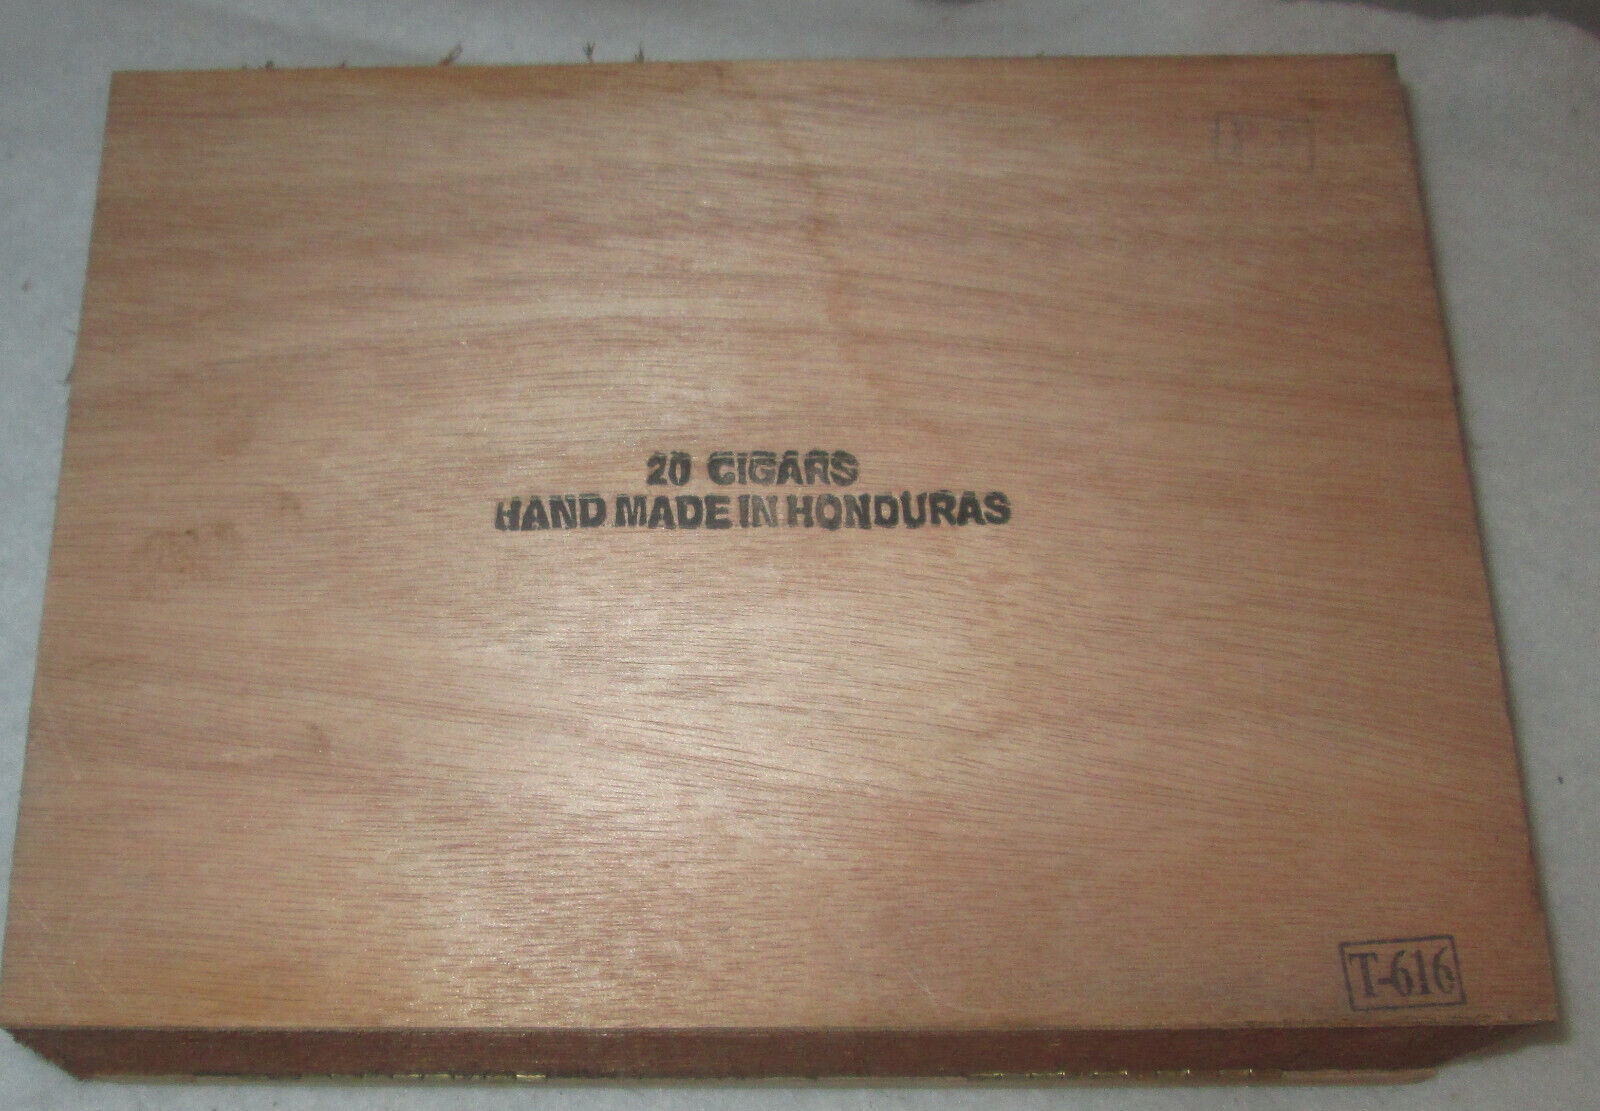 20 CIGARS
HAND MADE IN HONDURAS
T-616